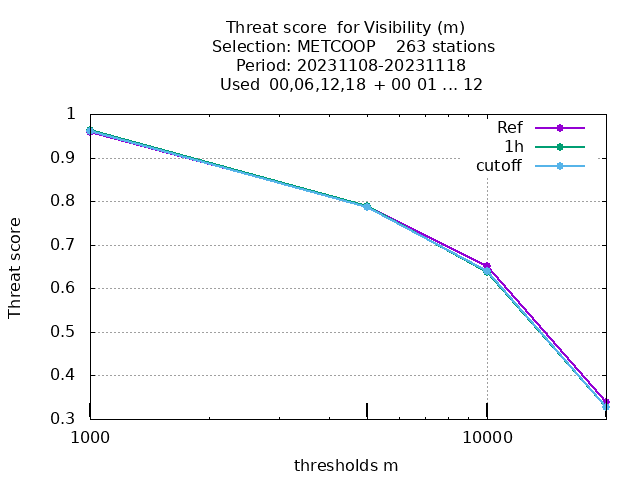 Threat score  for Visibility (m)
Selection: METCOOP    263 stations
Period: 20231108-20231118
Used  00,06,12,18  + 00 01 ... 12
Ref
1h
cutoff
1
0.9
0.8
0.7
0.6
0.5
0.4
0.3
Threat score
1000
10000
thresholds m